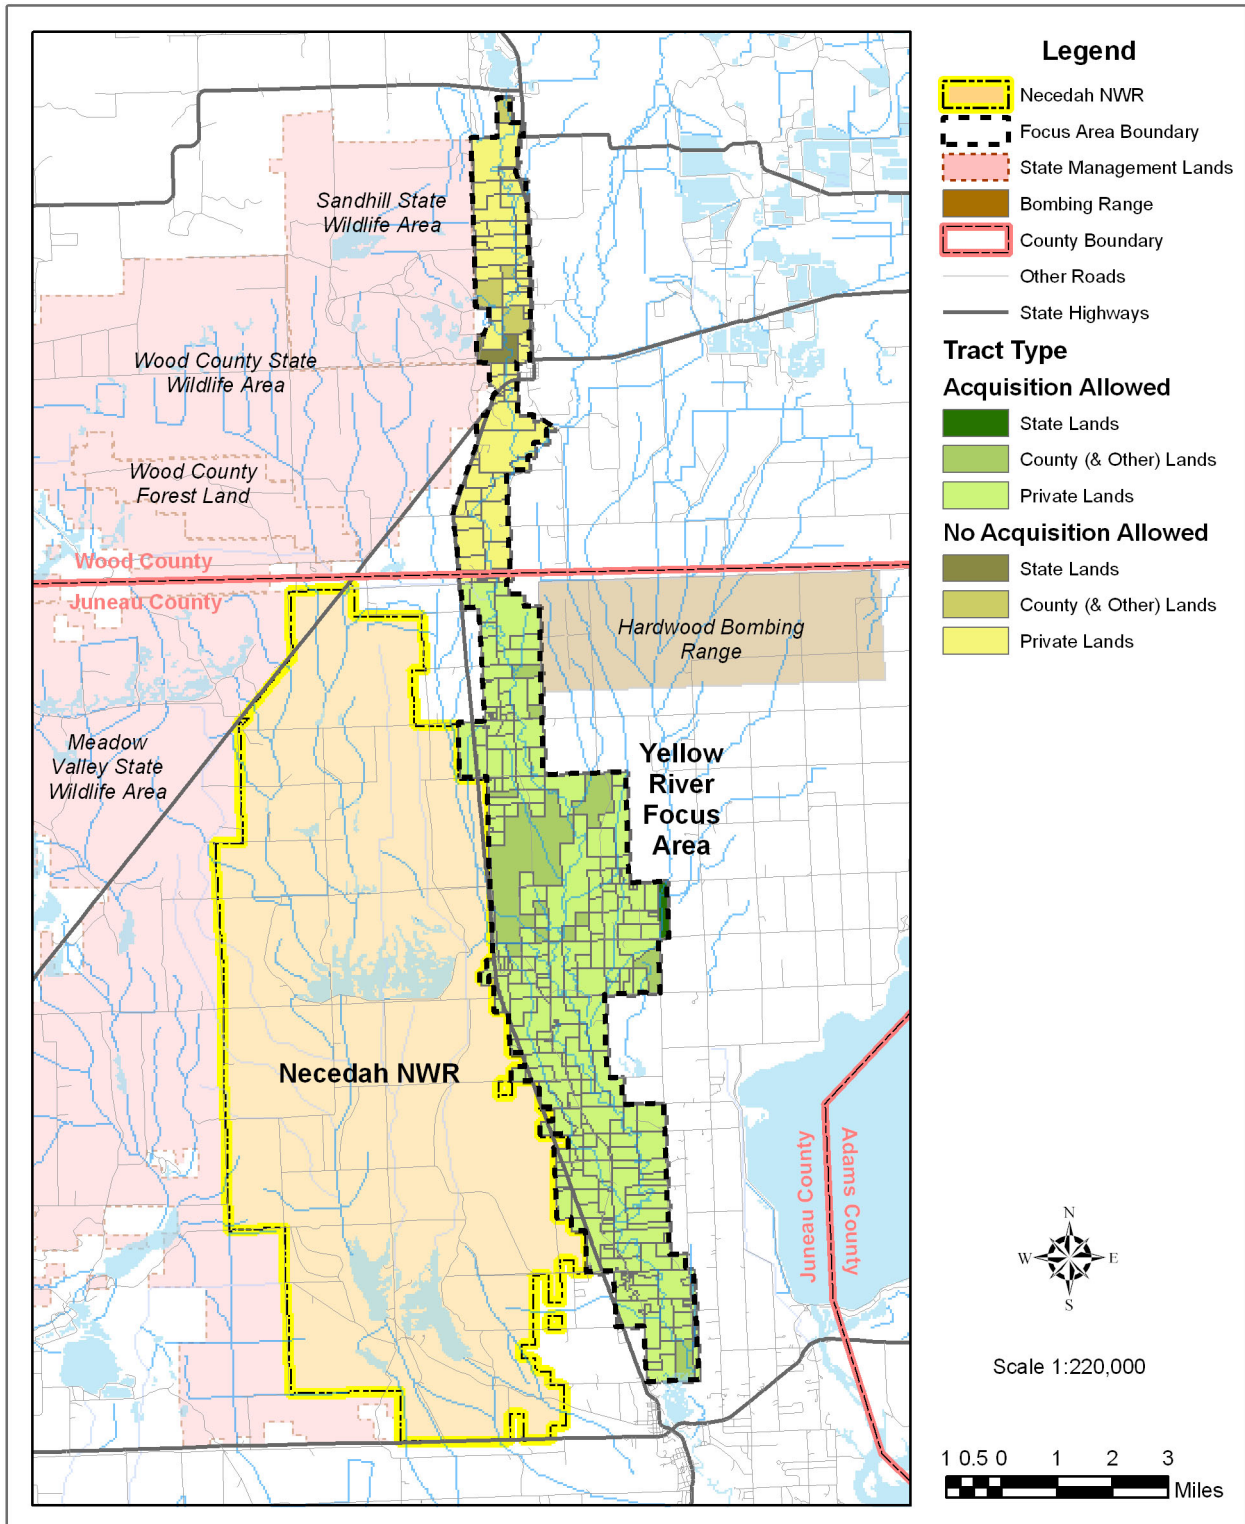 Sandhill State
Wildlife Area
Wood County State
Wildlife Area
Wood County
Forest Land
Wood County
Juneau County
Hardwood Bombing
Range
Meadow
Valley State
Wildlife Area
Yellow
River
Focus
Area
Necedah NWR
Juneau County
Adams County
Legend
Necedah NWR
Focus Area Boundary
State Management Lands
Bombing Range
County Boundary
Other Roads
State Highways
Tract Type
Acquisition Allowed
State Lands
County (& Other) Lands
Private Lands
No Acquisition Allowed
State Lands
County (& Other) Lands
Private Lands
N
W E
S
Scale 1:220,000
1 0.5 0 1 2 3
Miles